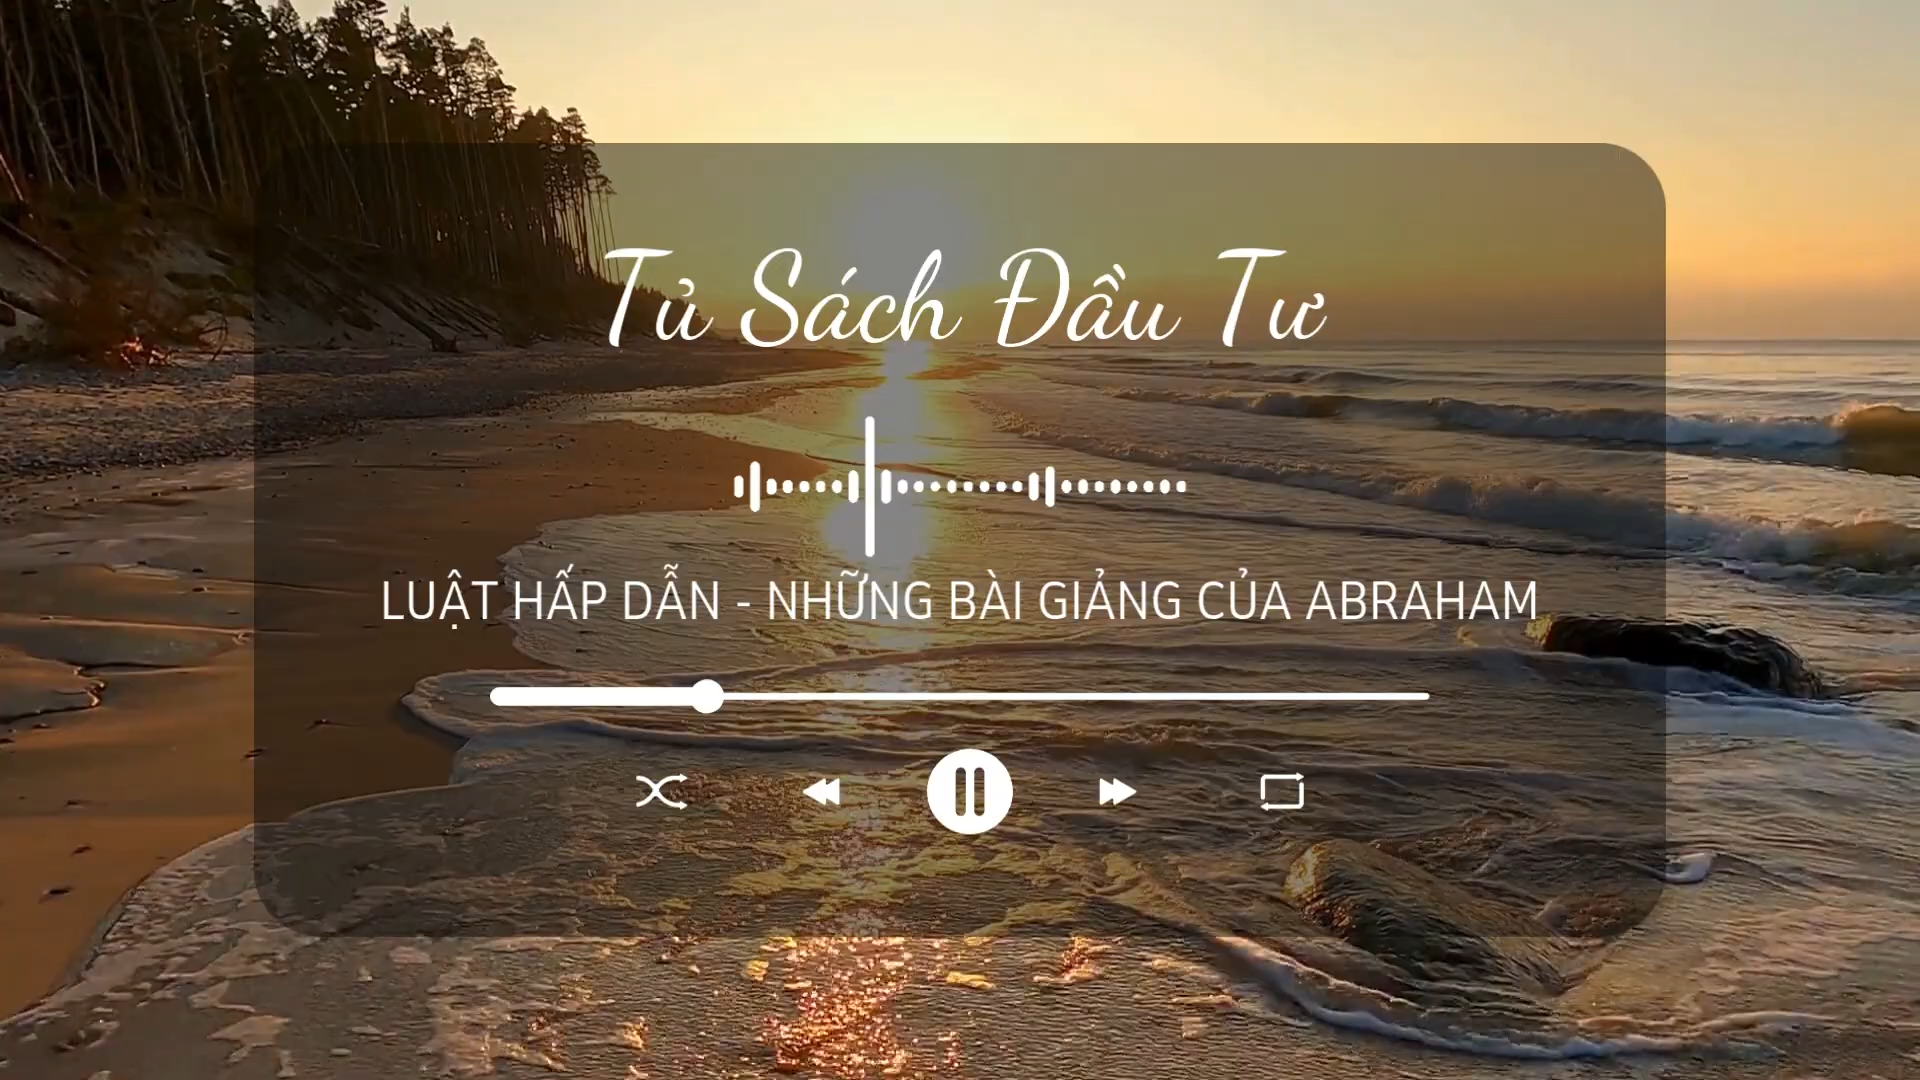 Tủ Sách Đầu Tư
LUẬT HẤP DẪN - NHỮNG BÀI GIẢNG CỦA ABRAHAM